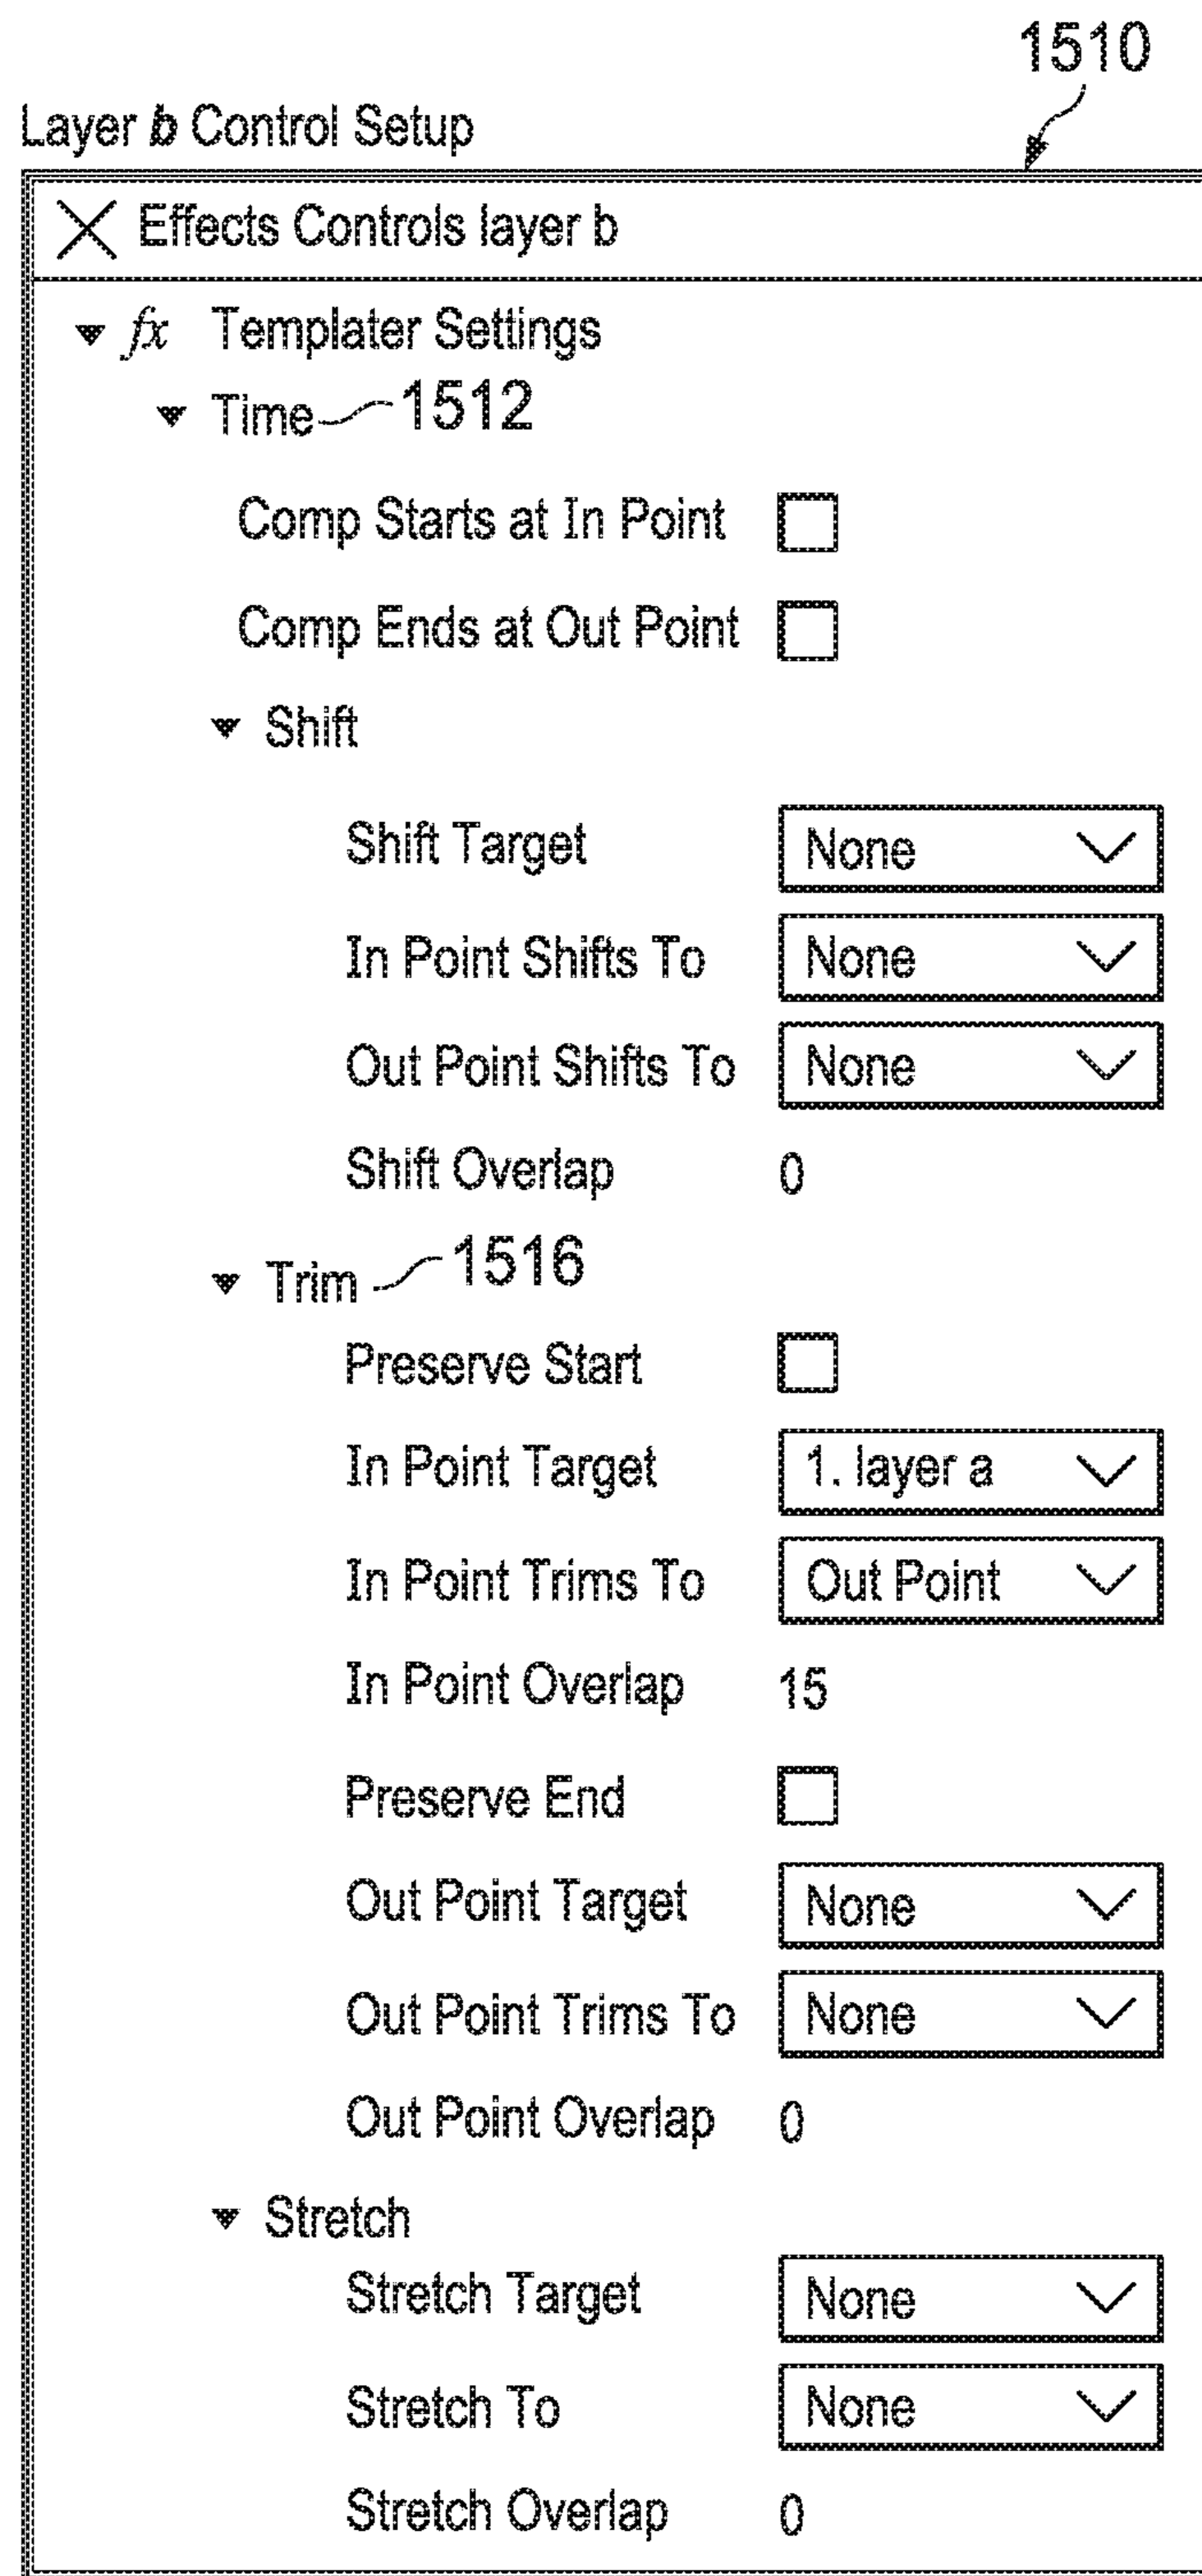 1510
Layer b Control Setup
Effects Controls layer b
fx Templater Settings
Time 1512
Comp Starts at In Point
Comp Ends at Out Point
Shift
Shift Target None
In Point Shifts To None
Out Point Shifts To None
Shift Overlap 0
Trim 1516
Preserve Start
In Point Target 1. layer a
In Point Trims To Out Point
In Point Overlap 15
Preserve End
Out Point Target None
Out Point Trims To None
Out Point Overlap 0
Stretch
Stretch Target None
Stretch To None
Stretch Overlap 0